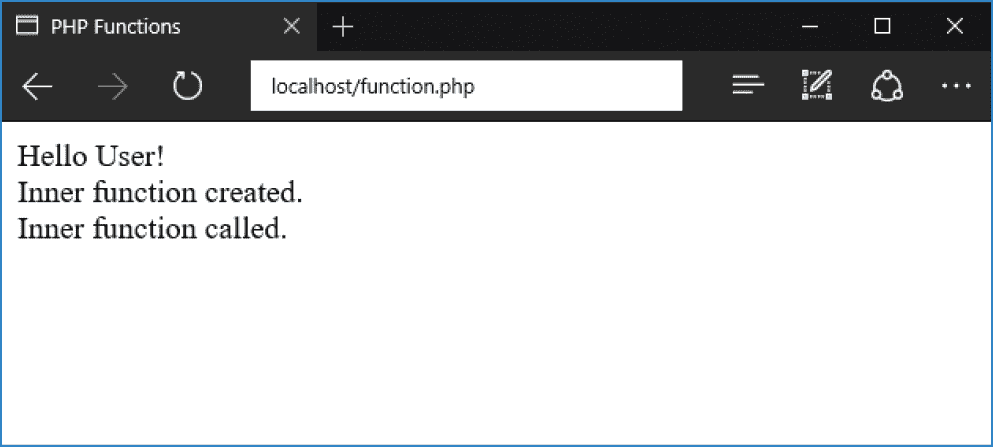 PHP Functions
localhost/function.php
Hello User!
Inner function created.
Inner function called.